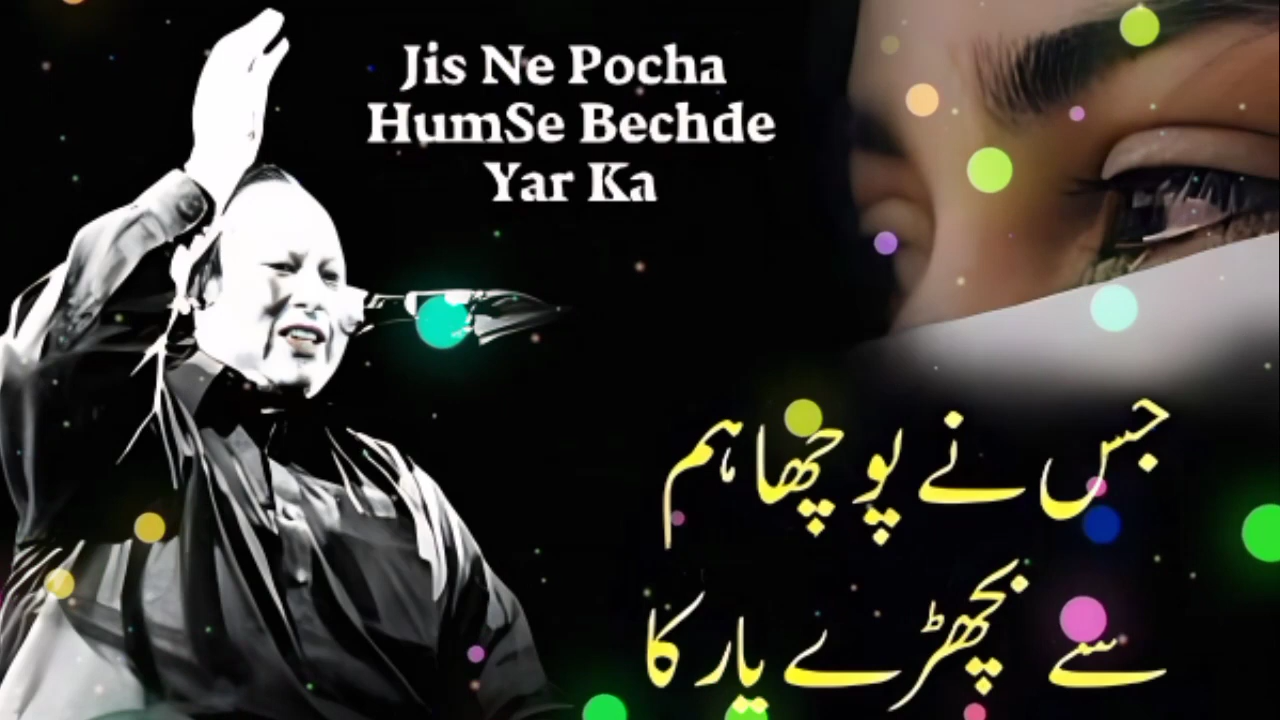 Jis Ne Pocha
HumSe Bechde
Yar Ka
جس نے پوچھا ہم
سے بچھڑے یار کا